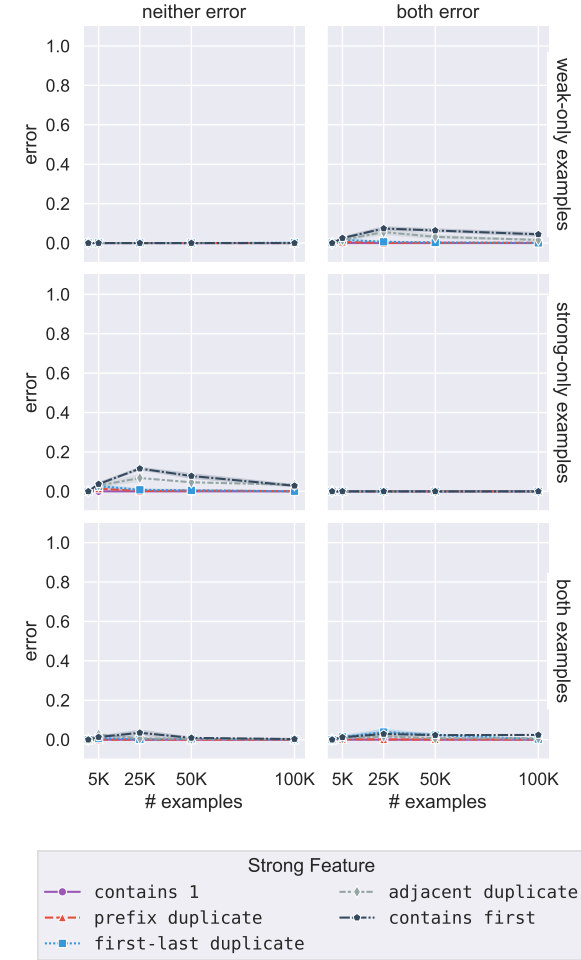 neither error
both error
1.0
0.8
0.6
0.4
0.2
0.0
error
weak-only examples
1.0
0.8
0.6
0.4
0.2
0.0
error
strong-only examples
1.0
0.8
0.6
0.4
0.2
0.0
error
both examples
5K 25K 50K 100K
5K 25K 50K 100K
# examples
# examples
Strong Feature
contains 1
prefix duplicate
first-last duplicate
adjacent duplicate
contains first